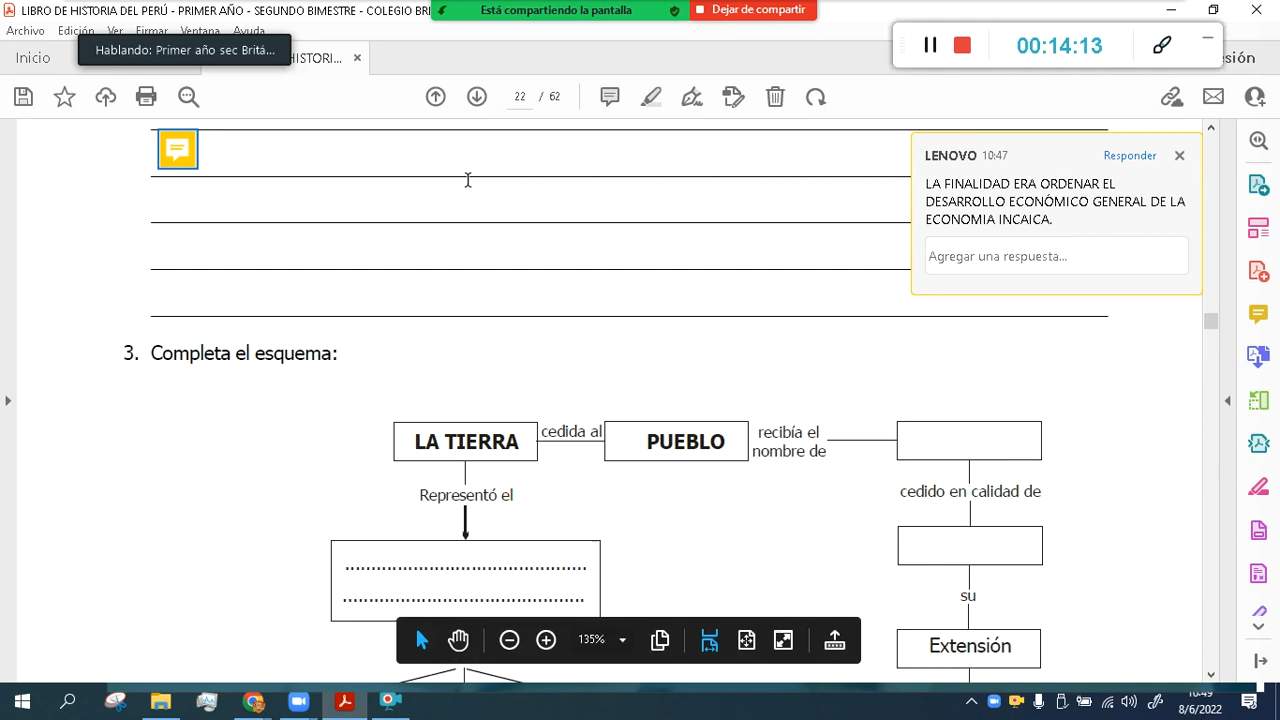 LIBRO DE HISTORIA DEL PERÚ - PRIMER AÑO - SEGUNDO BIMESTRE - COLEGIO BRI
Está compartiendo la pantalla
Dejar de compartir
Archivo Edición Ver Firmar Ventana Ayuda
Hablando: Primer año sec Britá...
00:14:13
Inicio
HISTORI...
esión
22 / 62
LENOVO 10:47
Responder
LA FINALIDAD ERA ORDENAR EL
DESARROLLO ECONÓMICO GENERAL DE LA
ECONOMIA INCAICA.
Agregar una respuesta...
3. Completa el esquema:
LA TIERRA
cedida al
PUEBLO
recibía el
nombre de
Representó el
cedido en calidad de
su
Extensión
135%
10:49
8/6/2022